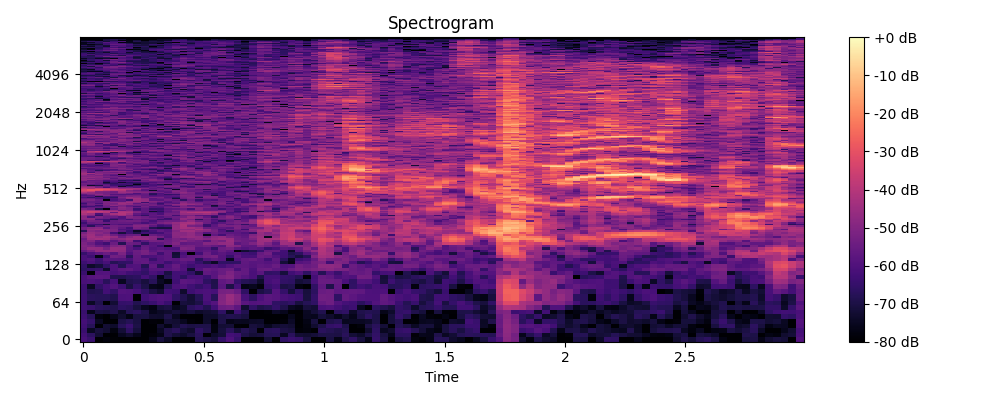 Spectrogram
Hz
4096
2048
1024
512
256
128
64
0
0
0.5
1
1.5
2
2.5
Time
+0 dB
-10 dB
-20 dB
-30 dB
-40 dB
-50 dB
-60 dB
-70 dB
-80 dB